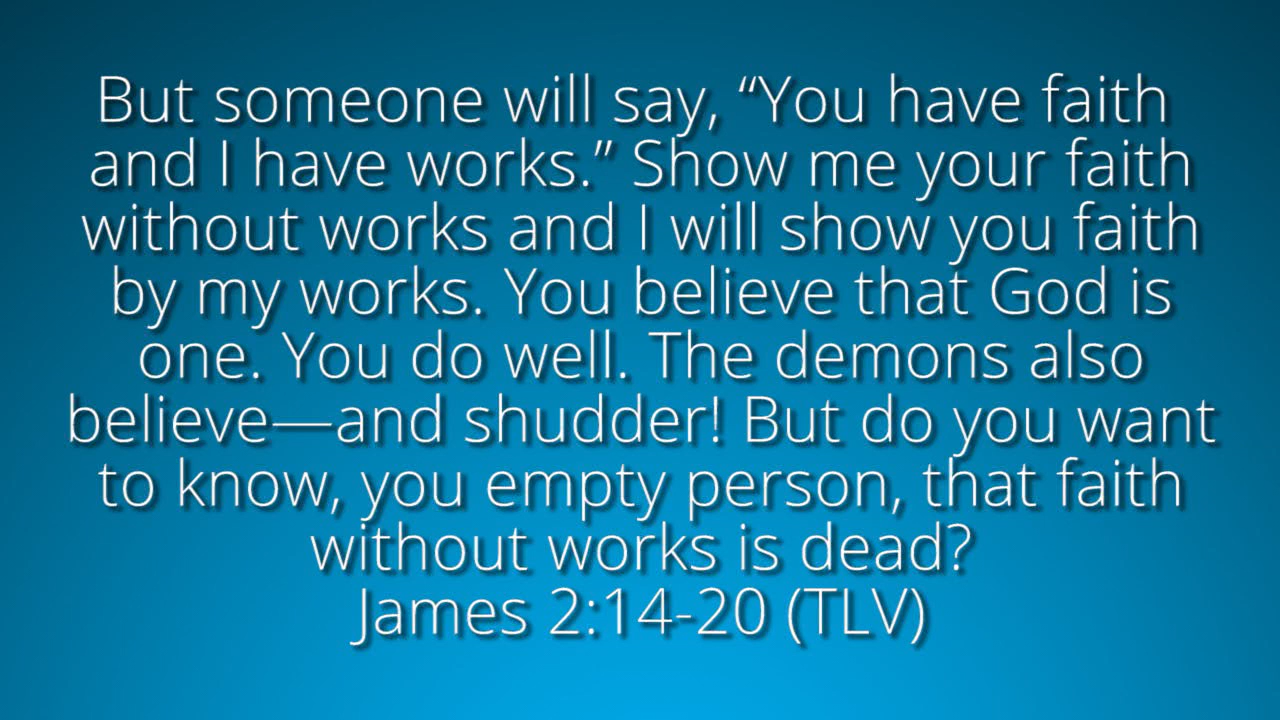 But someone will say, “You have faith
and I have works.” Show me your faith
without works and I will show you faith
by my works. You believe that God is
one. You do well. The demons also
believe—and shudder! But do you want
to know, you empty person, that faith
without works is dead?
James 2:14-20 (TLV)